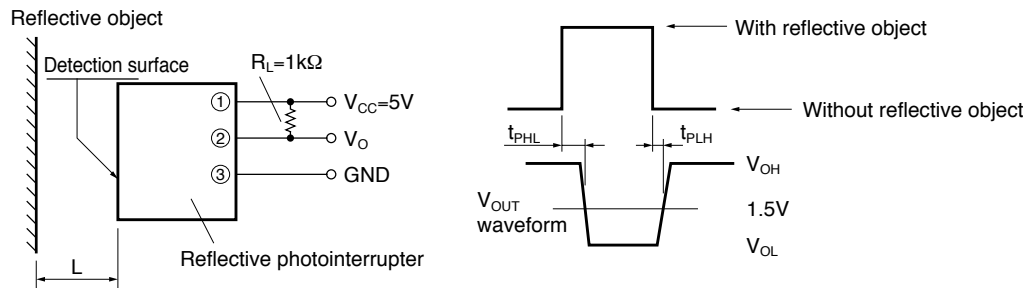 Reflective object
Detection surface
R_L=1kΩ
① V_CC=5V
② V_O
③ GND
Reflective photointerrupter
L
With reflective object
Without reflective object
t_PHL
t_PLH
V_OH
V_OUT
waveform
1.5V
V_OL